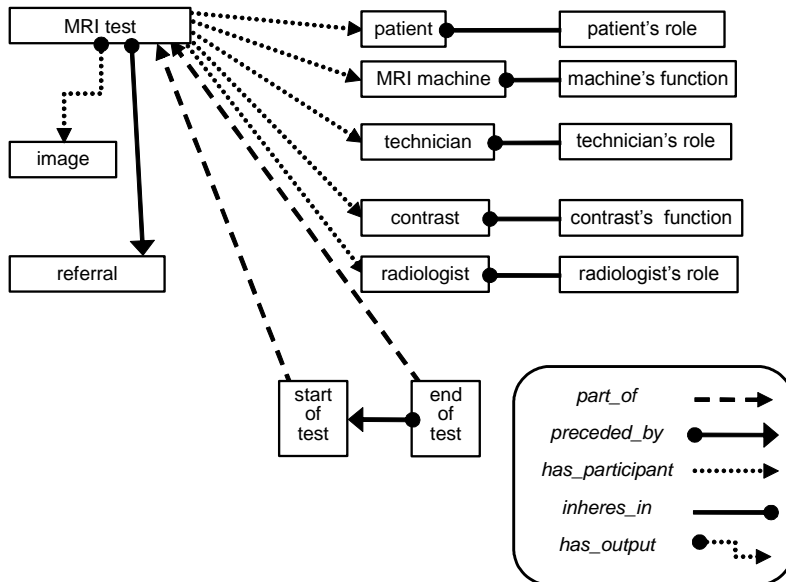 MRI test
patient
patient's role
MRI machine
machine's function
technician
technician's role
image
contrast
contrast's  function
referral
radiologist
radiologist's role
start
of
test
end
of
test
part_of
preceded_by
has_participant
inheres_in
has_output